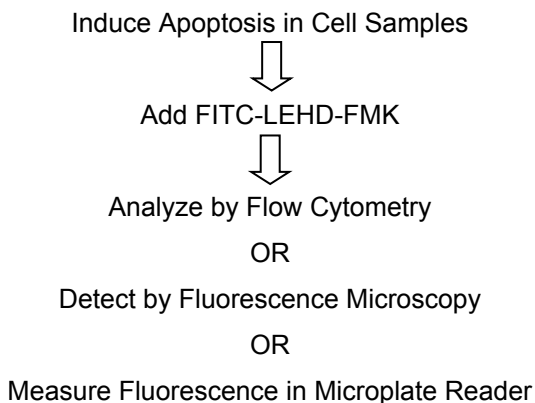 Induce Apoptosis in Cell Samples
Add FITC-LEHD-FMK
Analyze by Flow Cytometry
OR
Detect by Fluorescence Microscopy
OR
Measure Fluorescence in Microplate Reader